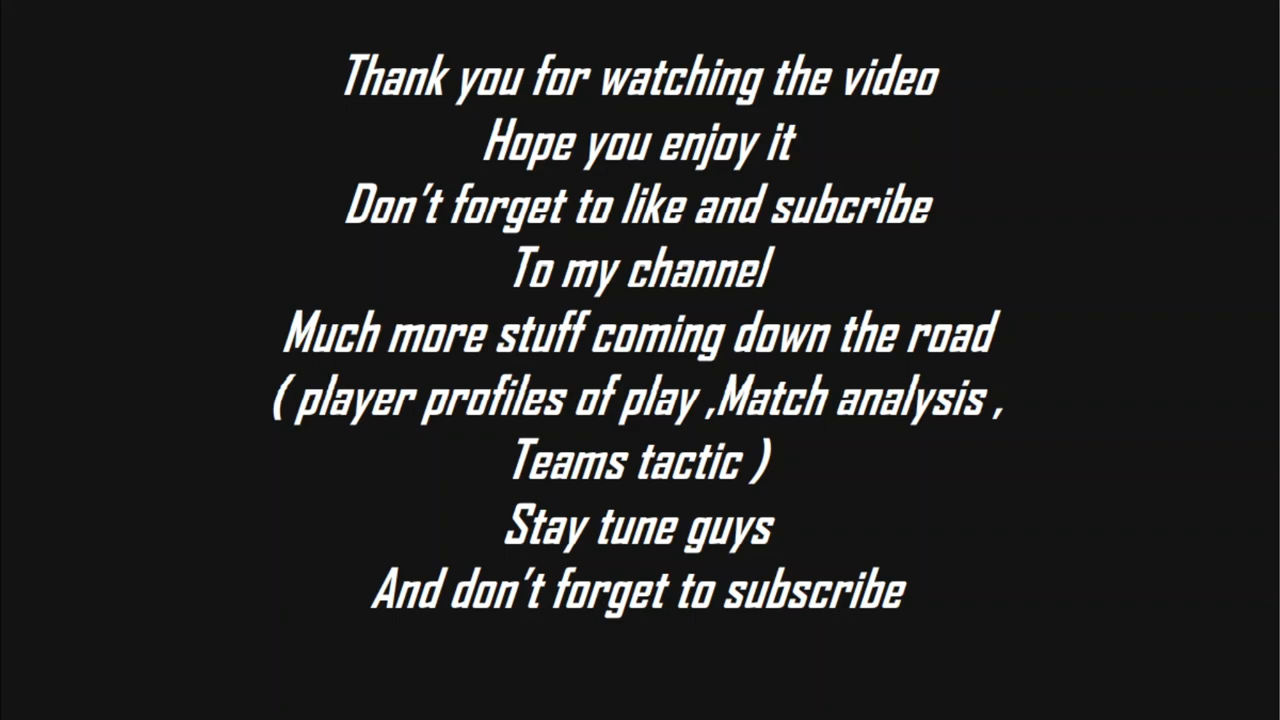 Thank you for watching the video
Hope you enjoy it
Don't forget to like and subcribe
To my channel
Much more stuff coming down the road
( player profiles of play ,Match analysis ,
Teams tactic )
Stay tune guys
And don't forget to subscribe